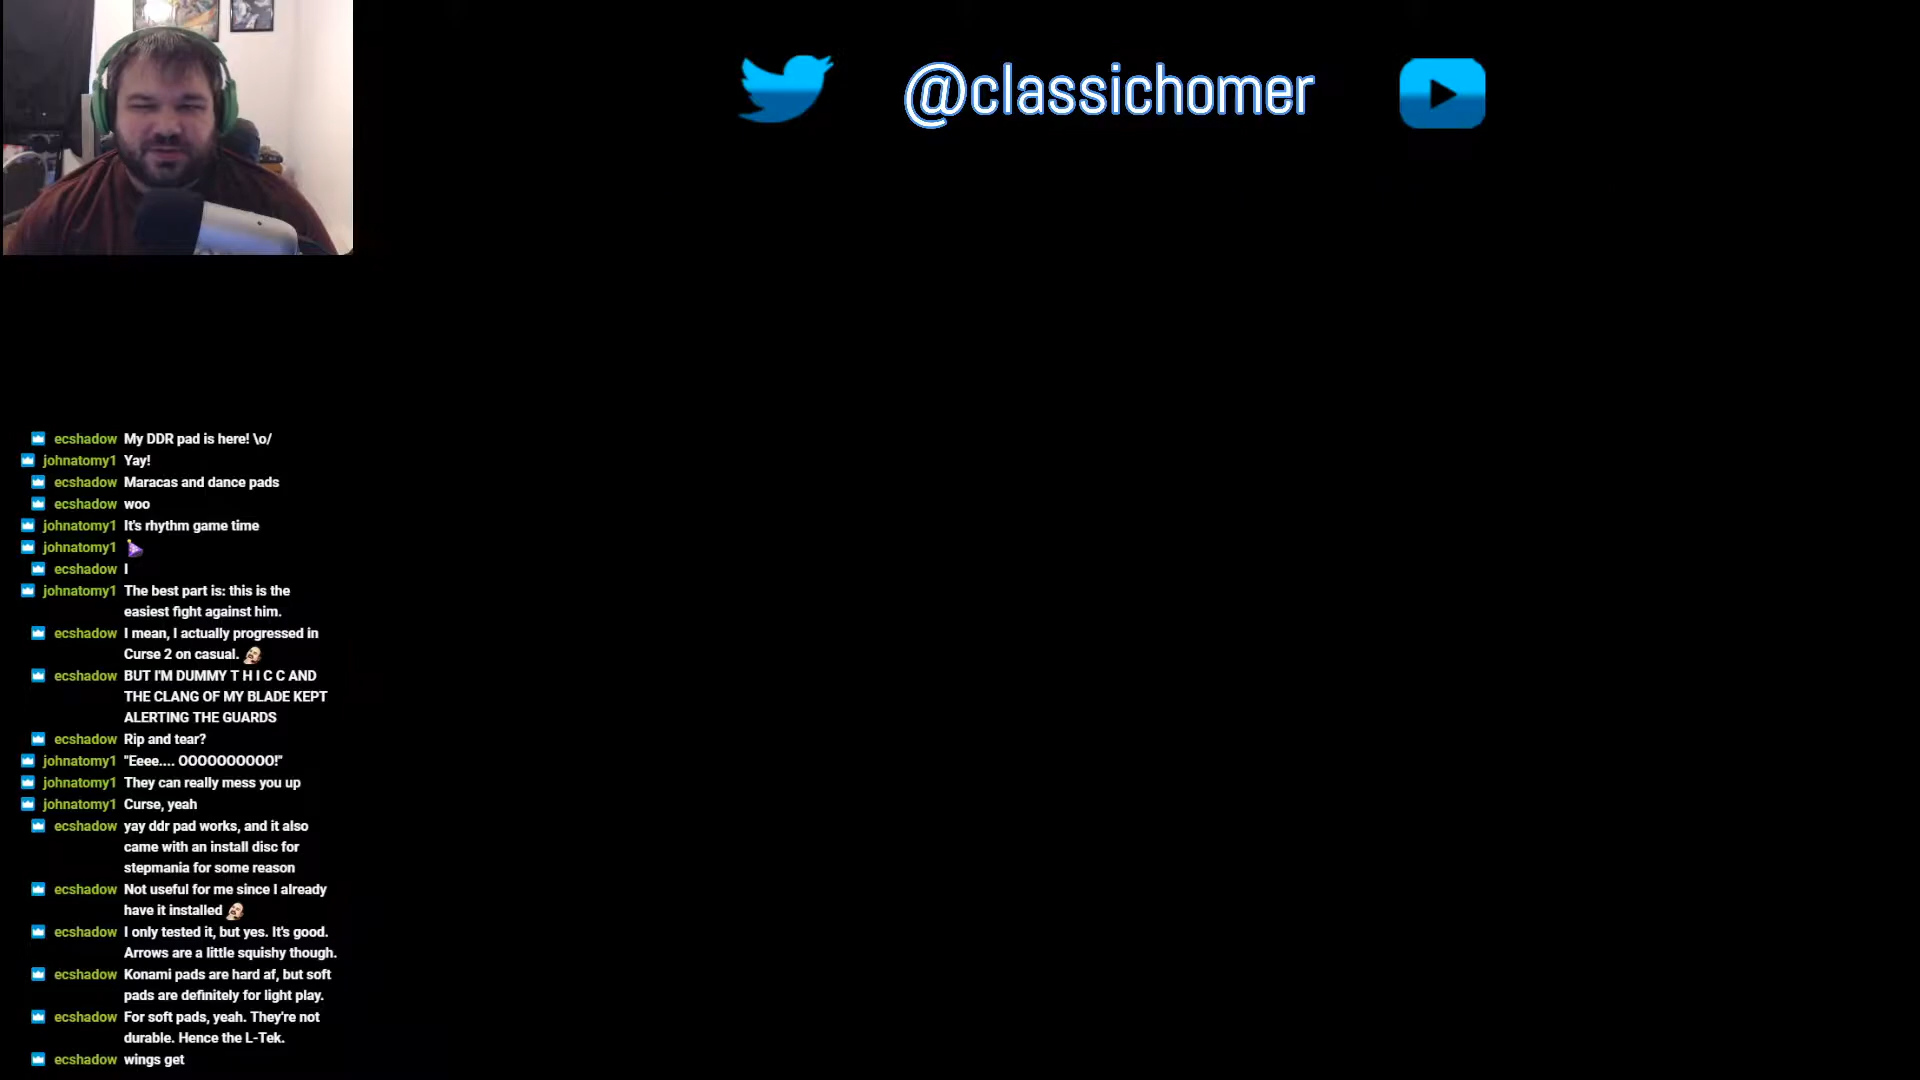 @classichomer
ecshadow My DDR pad is here! \o/
johnatomy1 Yay!
ecshadow Maracas and dance pads
ecshadow woo
johnatomy1 It's rhythm game time
johnatomy1
ecshadow I
johnatomy1 The best part is: this is the
easiest fight against him.
ecshadow I mean, I actually progressed in
Curse 2 on casual.
ecshadow BUT I'M DUMMY T H I C C AND
THE CLANG OF MY BLADE KEPT
ALERTING THE GUARDS
ecshadow Rip and tear?
johnatomy1 "Eeee.... OOOOOOOOOO!"
johnatomy1 They can really mess you up
johnatomy1 Curse, yeah
ecshadow yay ddr pad works, and it also
came with an install disc for
stepmania for some reason
ecshadow Not useful for me since I already
have it installed
ecshadow I only tested it, but yes. It's good.
Arrows are a little squishy though.
ecshadow Konami pads are hard af, but soft
pads are definitely for light play.
ecshadow For soft pads, yeah. They're not
durable. Hence the L-Tek.
ecshadow wings get